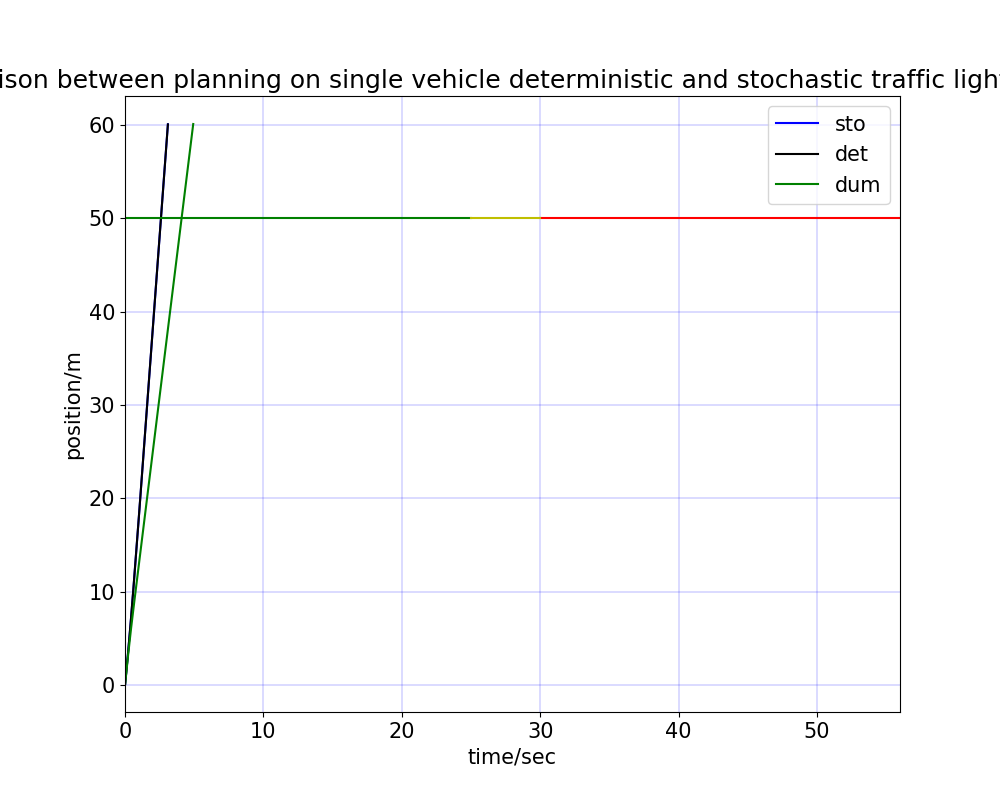 ison between planning on single vehicle deterministic and stochastic traffic ligh
sto
det
dum
60
50
40
30
20
10
0
position/m
0 10 20 30 40 50
time/sec